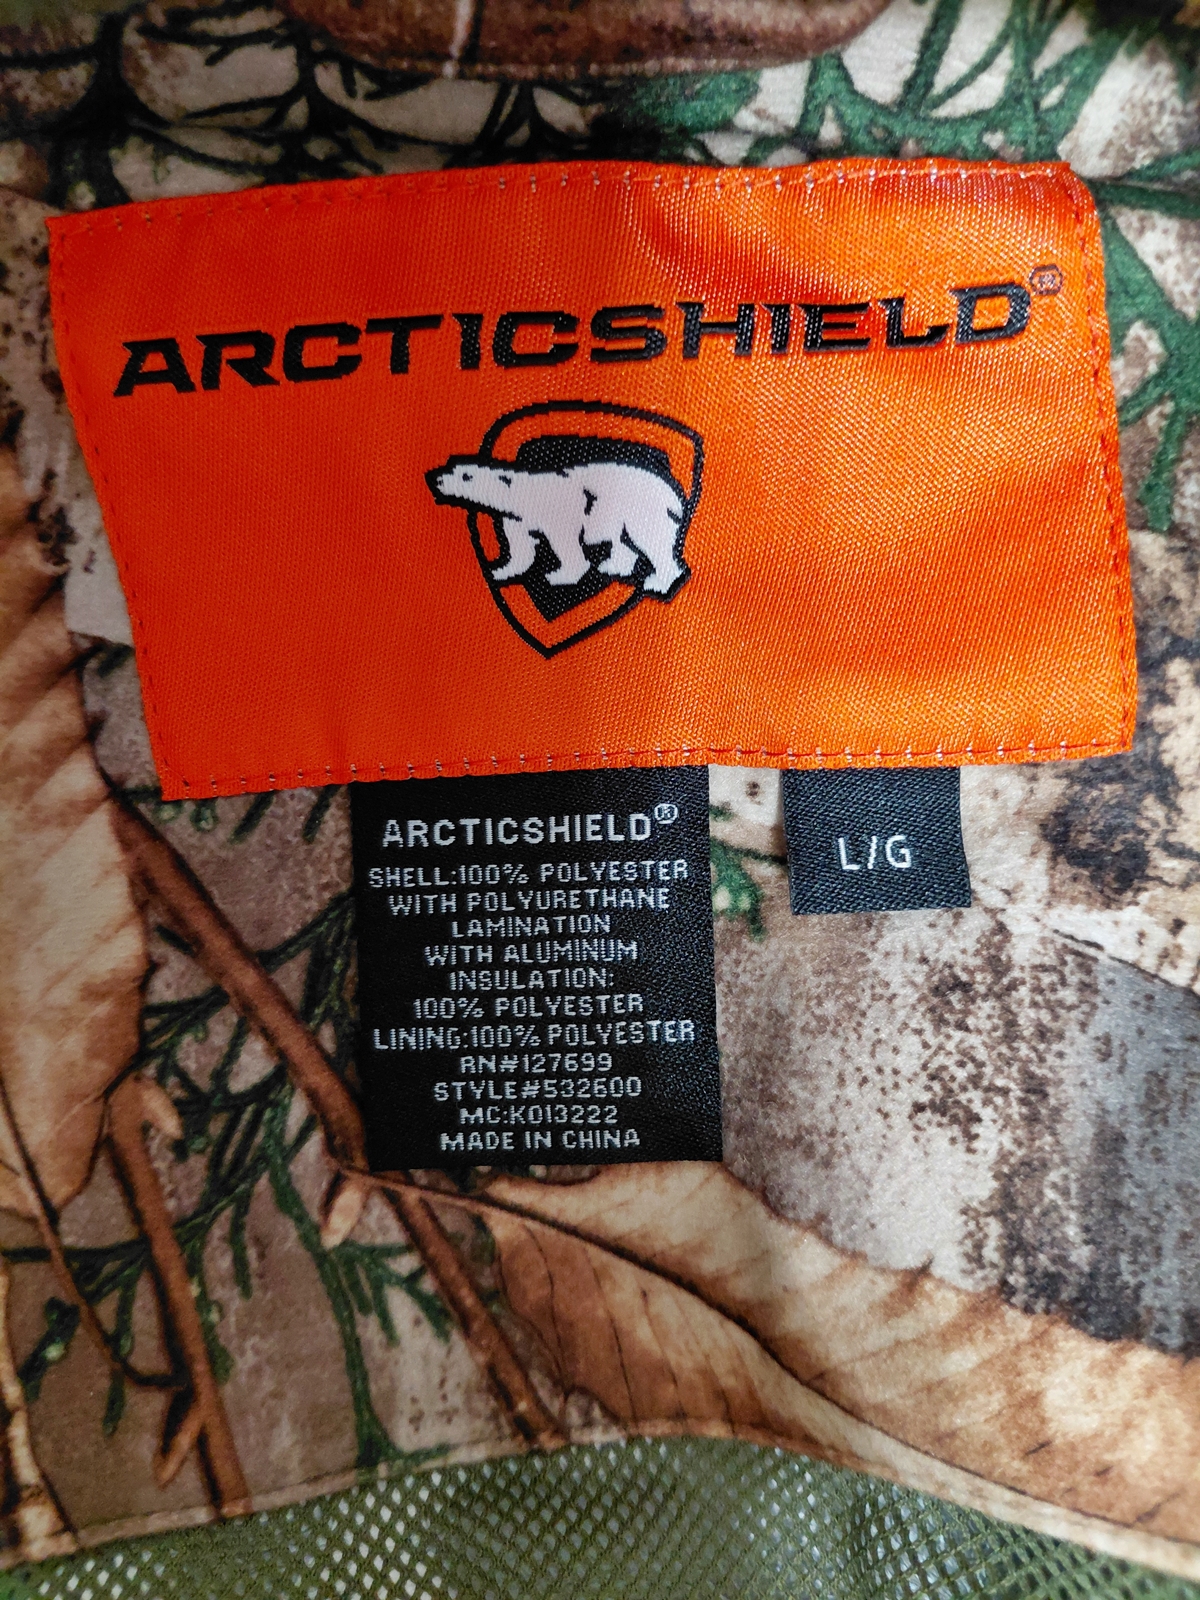 ARCTICSHIELD®
ARCTICSHIELD®
SHELL:100% POLYESTER
WITH POLYURETHANE
LAMINATION
WITH ALUMINUM
INSULATION:
100% POLYESTER
LINING:100% POLYESTER
RN#127699
STYLE#532600
MC:K013222
MADE IN CHINA
L/G